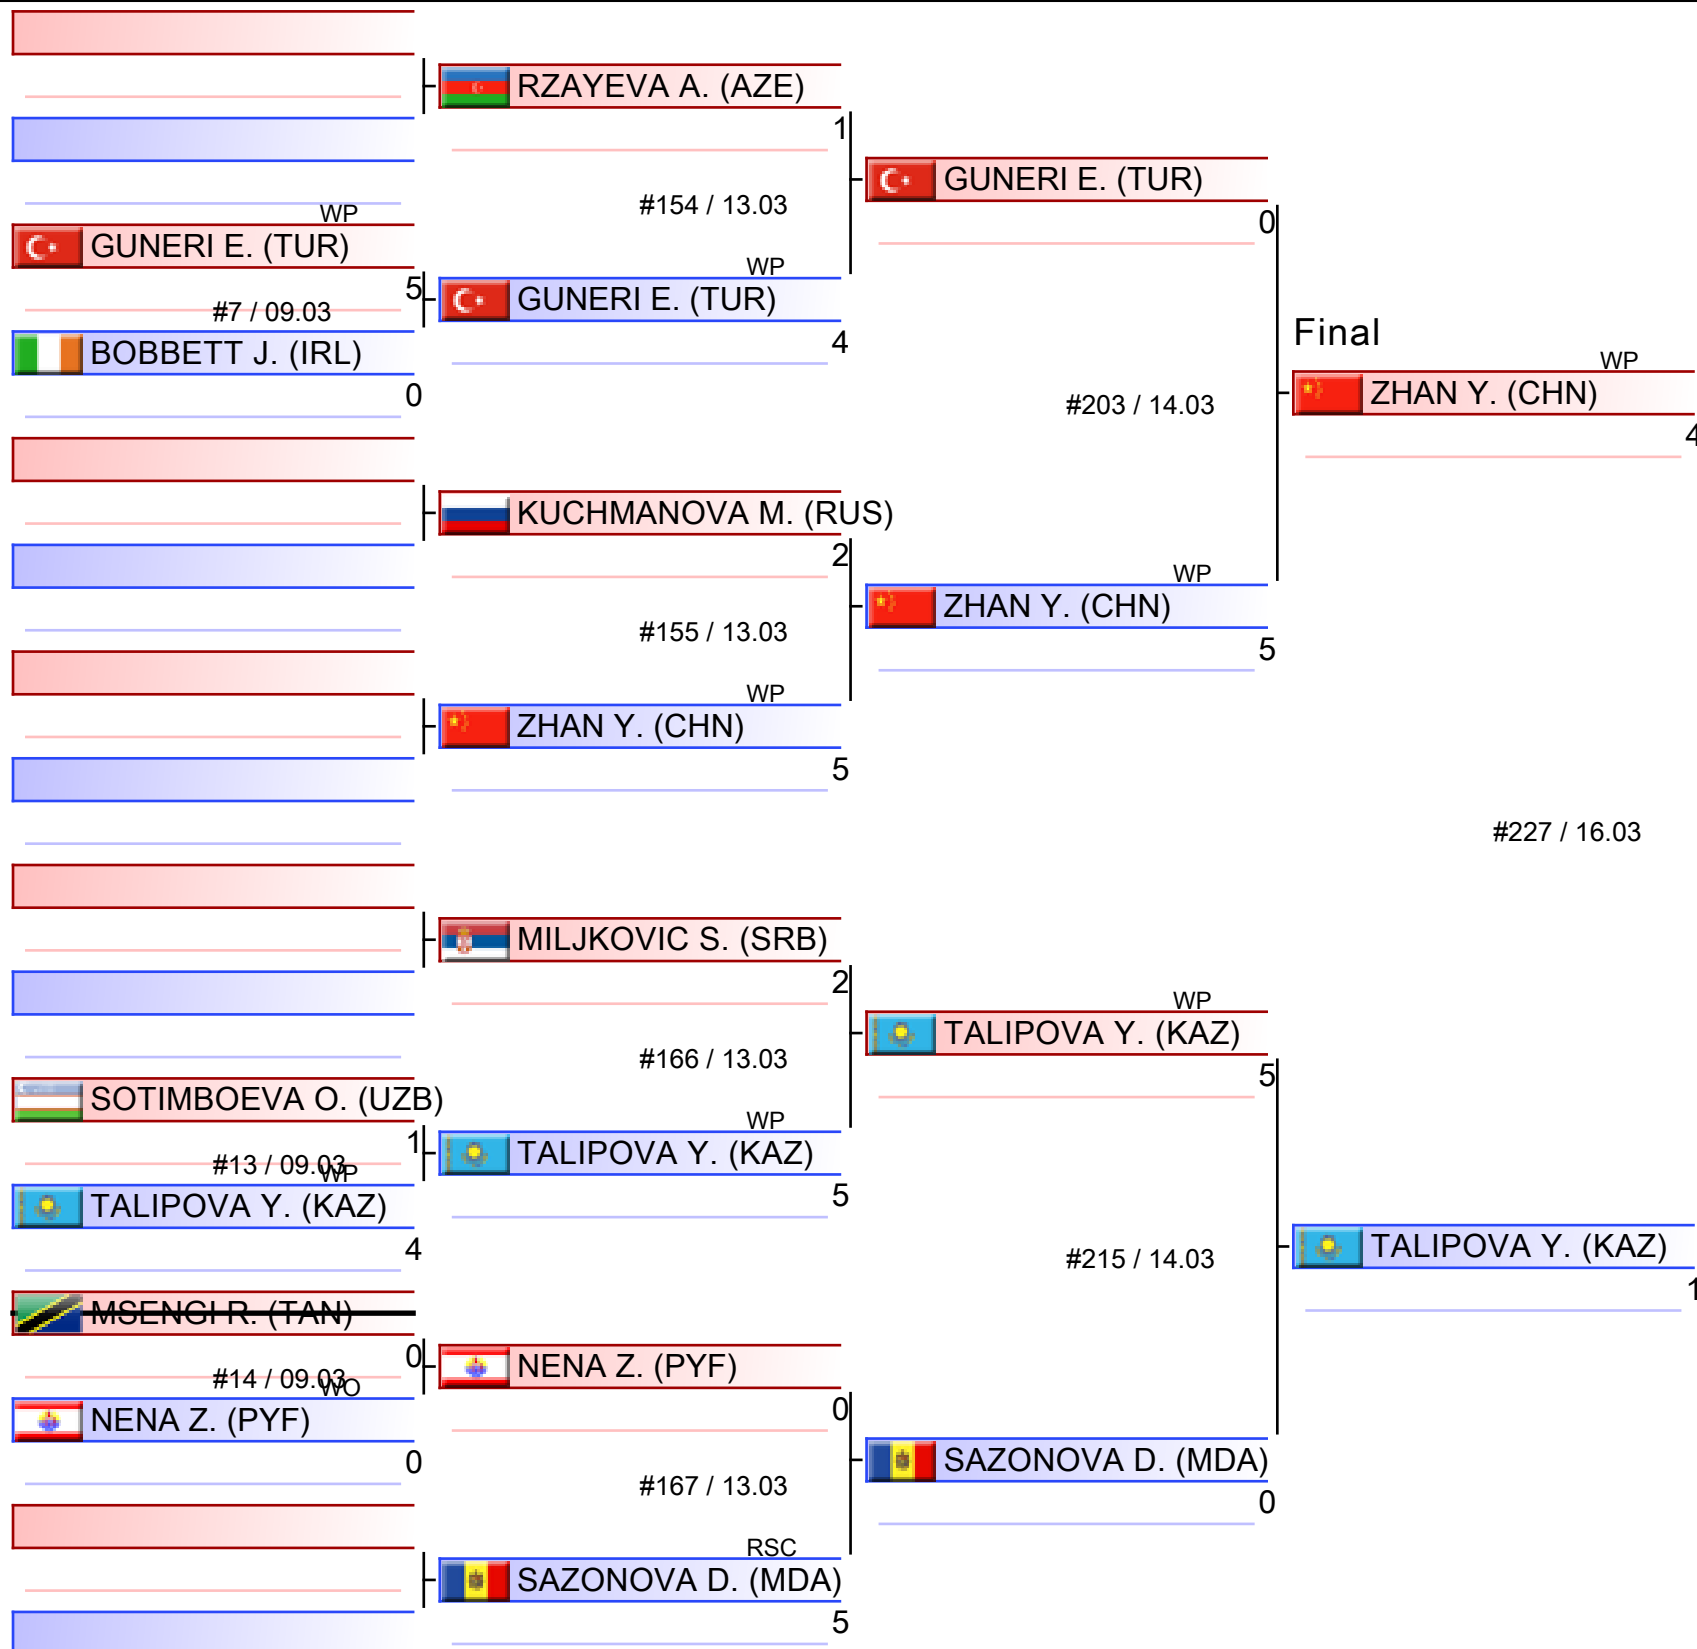 RZAYEVA A. (AZE)
1
#154 / 13.03
WP
GUNERI E. (TUR)
5
#7 / 09.03
BOBBETT J. (IRL)
0
WP
GUNERI E. (TUR)
4
GUNERI E. (TUR)
0
#203 / 14.03
Final
WP
ZHAN Y. (CHN)
4
KUCHMANOVA M. (RUS)
2
#155 / 13.03
WP
ZHAN Y. (CHN)
5
WP
ZHAN Y. (CHN)
5
#227 / 16.03
MILJKOVIC S. (SRB)
2
#166 / 13.03
SOTIMBOEVA O. (UZB)
1
#13 / 09.03
WP
TALIPOVA Y. (KAZ)
4
WP
TALIPOVA Y. (KAZ)
5
WP
TALIPOVA Y. (KAZ)
5
#215 / 14.03
TALIPOVA Y. (KAZ)
1
MSENGI R. (TAN)
0
#14 / 09.03
WO
NENA Z. (PYF)
0
NENA Z. (PYF)
0
#167 / 13.03
RSC
SAZONOVA D. (MDA)
5
SAZONOVA D. (MDA)
0